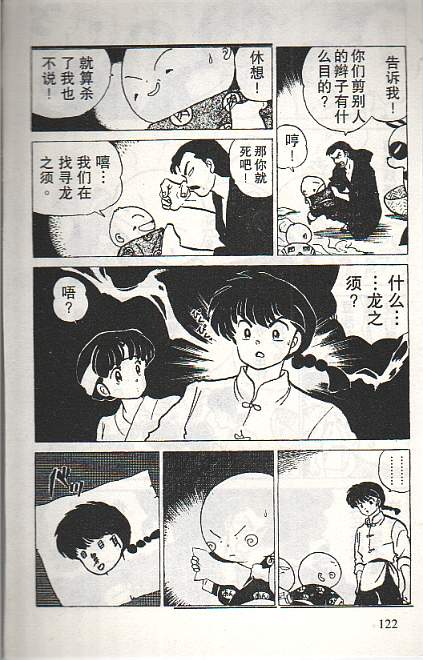 告诉我！
你们剪别人
的辫子有什
么目的？
哼！
休想！
就算杀
了我也
不说！
那你就
死吧！
嘻…
我们在
找寻龙
之须。
什么…
…龙之
须？
唔？
…………
122